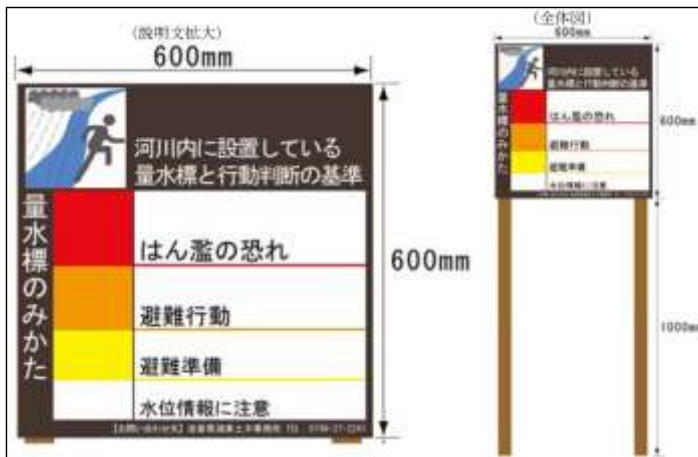 (説明文拡大)
600mm
河川内に設置している
量水標と行動判断の基準
量水標のみかた
はん濫の恐れ
避難行動
避難準備
水位情報に注意
600mm
(全体図)
600mm
河川内に設置している
量水標と行動判断の基準
量水標のみかた
はん濫の恐れ
避難行動
避難準備
水位情報に注意
600mm
1000mm